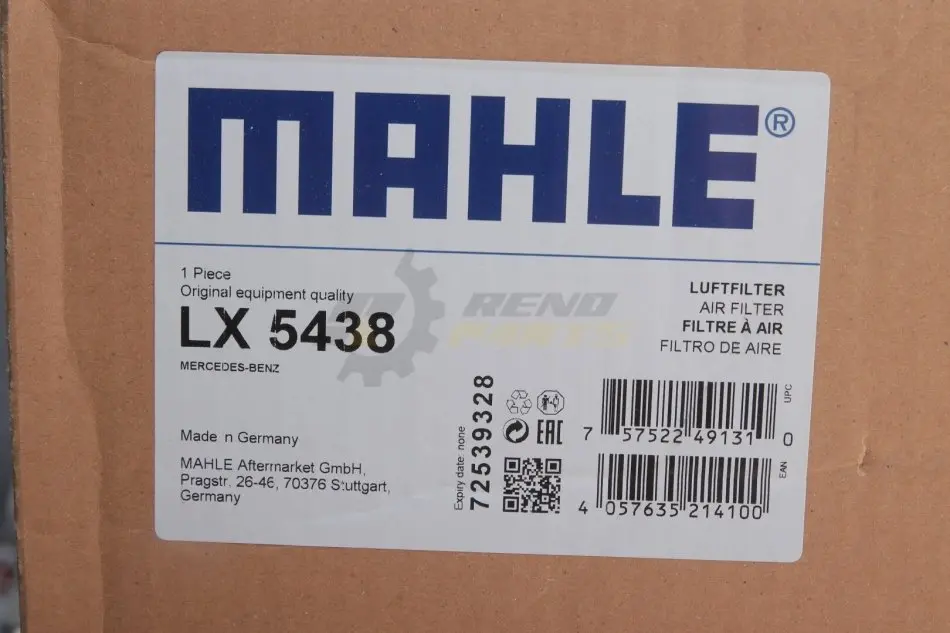 MAHLE®
1 Piece
Original equipment quality
LX 5438
MERCEDES-BENZ
LUFTFILTER
AIR FILTER
FILTRE À AIR
FILTRO DE AIRE
RENO
PARTS
Made in Germany
MAHLE Aftermarket GmbH,
Pragstr. 26-46, 70376 Stuttgart,
Germany
Expiry date: none
72539328
EAC
UPC
7 57522 49131 0
EAN
4 057635 214100